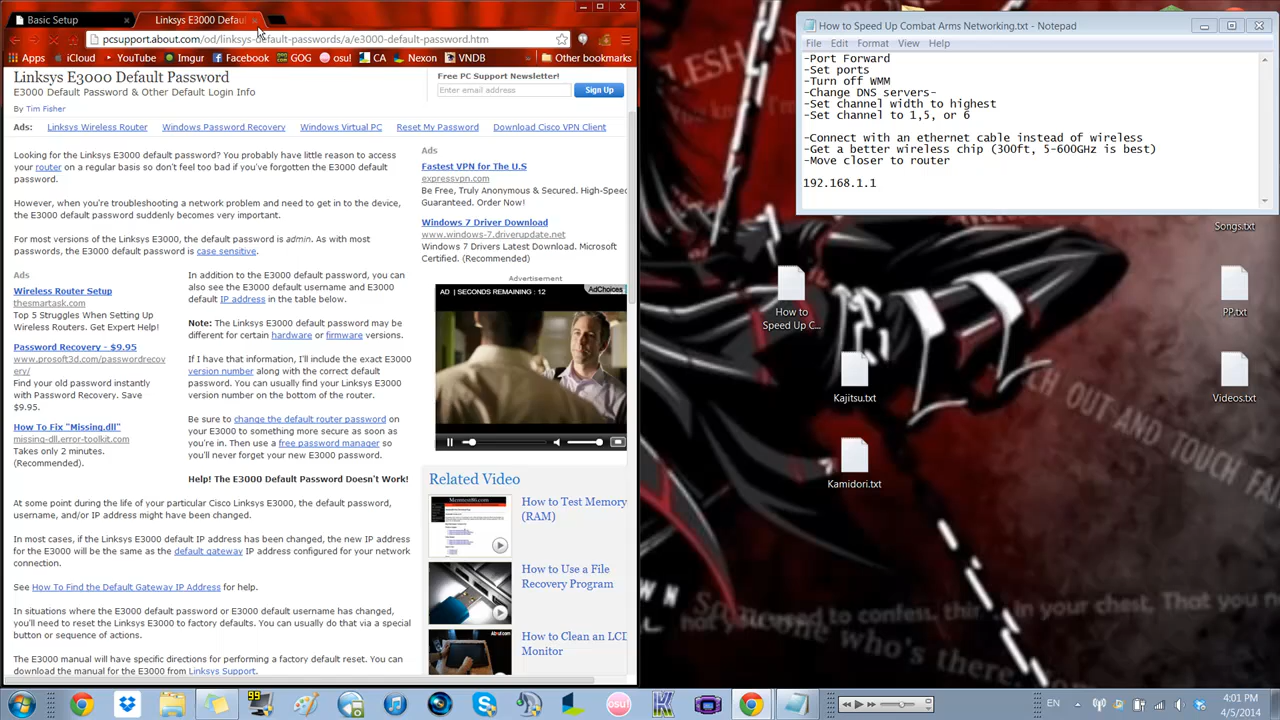 Basic Setup
Linksys E3000 Defau
pcsupport.about.com/od/linksys-default-passwords/a/e3000-default-password.htm
Apps
iCloud
YouTube
Imgur
Facebook
GOG
osu!
CA
Nexon
VNDB
Other bookmarks
Linksys E3000 Default Password
E3000 Default Password & Other Default Login Info
By Tim Fisher
Free PC Support Newsletter!
Enter email address
Sign Up
Ads: Linksys Wireless Router Windows Password Recovery Windows Virtual PC Reset My Password Download Cisco VPN Client
Looking for the Linksys E3000 default password? You probably have little reason to access
your router on a regular basis so don't feel too bad if you've forgotten the E3000 default
password.
However, when you're troubleshooting a network problem and need to get in to the device,
the E3000 default password suddenly becomes very important.
For most versions of the Linksys E3000, the default password is admin. As with most
passwords, the E3000 default password is case sensitive.
Ads
Wireless Router Setup
thesmartask.com
Top 5 Struggles When Setting Up
Wireless Routers. Get Expert Help!
Password Recovery - $9.95
www.prosoft3d.com/passwordrecov
ery/
Find your old password instantly
with Password Recovery. Save
$9.95.
How To Fix "Missing.dll"
missing-dll.error-toolkit.com
Takes only 2 minutes.
(Recommended).
In addition to the E3000 default password, you can
also see the default username and E3000
default IP address in the table below.
Note: The Linksys E3000 default password may be
different for certain hardware or firmware versions.
If I have that information, I'll include the exact E3000
version number along with the correct default
password. You can usually find your Linksys E3000
version number on the bottom of the router.
Be sure to change the default router password on
your E3000 to something more secure as soon as
you're in. Then use a free password manager so
you'll never forget your new E3000 password.
Help! The E3000 Default Password Doesn't Work!
At some point during the life of your particular Cisco Linksys E3000, the default password,
username, and/or IP address might have been changed.
In most cases, if the Linksys E3000 default IP address has been changed, the new IP address
for the E3000 will be the same as the default gateway IP address configured for your network
connection.
See How To Find the Default Gateway IP Address for help.
In situations where the E3000 default password or E3000 default username has changed,
you'll need to reset the Linksys E3000 to factory defaults. You can usually do that via a special
button or sequence of actions.
The E3000 manual will have specific directions for performing a factory default reset. You can
download the manual for the E3000 from Linksys Support.
Ads
Fastest VPN for The U.S
expressvpn.com
Be Free, Truly Anonymous & Secured. High-Speed
Guaranteed. Order Now!
Windows 7 Driver Download
www.windows-7.driverupdate.net
Windows 7 Drivers Latest Download. Microsoft
Certified. (Recommended)
Advertisement
AD | SECONDS REMAINING : 12
AdChoices
Related Video
How to Test Memory
(RAM)
How to Use a File
Recovery Program
How to Clean an LCD
Monitor
How to Speed Up Combat Arms Networking.txt - Notepad
File Edit Format View Help
-Port Forward
-Set ports
-Turn off WMM
-Change DNS servers-
-Set channel width to highest
-Set channel to 1,5, or 6
-Connect with an ethernet cable instead of wireless
-Get a better wireless chip (300ft, 5-600GHz is best)
-Move closer to router
192.168.1.1
Songs.txt
How to
Speed Up C...
PP.txt
Kajitsu.txt
Videos.txt
Kamidori.txt
who's here
99
osu!
EN
4:01 PM
4/5/2014